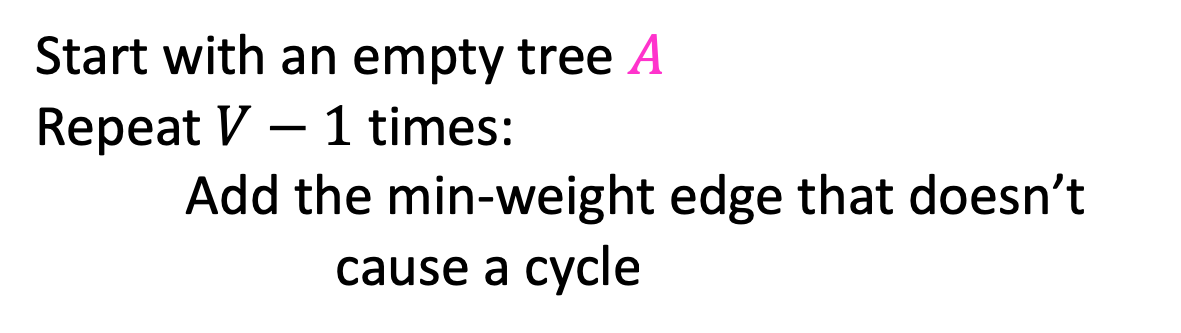 Start with an empty tree A
Repeat V − 1 times:
Add the min-weight edge that doesn’t
cause a cycle